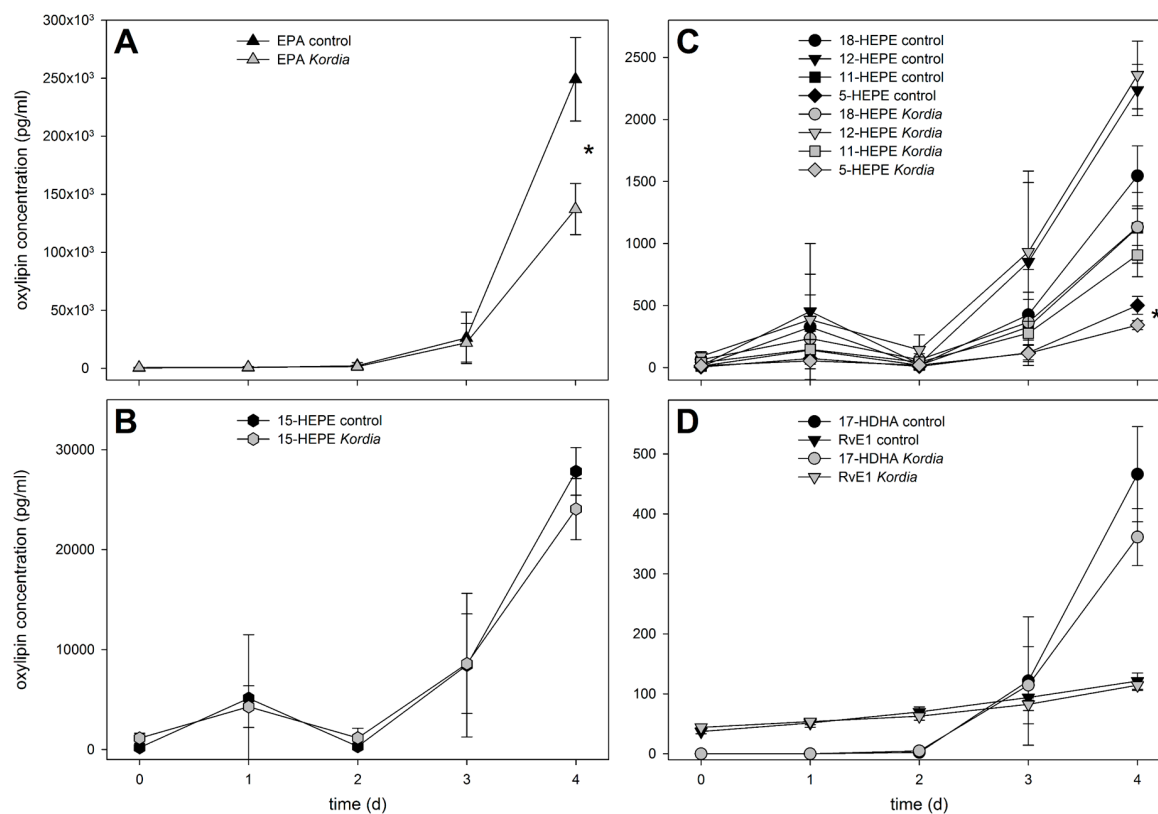 A
EPA control
EPA Kordia
oxylipin concentration (pg/ml)
300x10³
250x10³
200x10³
150x10³
100x10³
50x10³
0
*
C
18-HEPE control
12-HEPE control
11-HEPE control
5-HEPE control
18-HEPE Kordia
12-HEPE Kordia
11-HEPE Kordia
5-HEPE Kordia
2500
2000
1500
1000
500
0
*
B
15-HEPE control
15-HEPE Kordia
oxylipin concentration (pg/ml)
30000
20000
10000
0
0 1 2 3 4
time (d)
D
17-HDHA control
RvE1 control
17-HDHA Kordia
RvE1 Kordia
500
400
300
200
100
0
0 1 2 3 4
time (d)